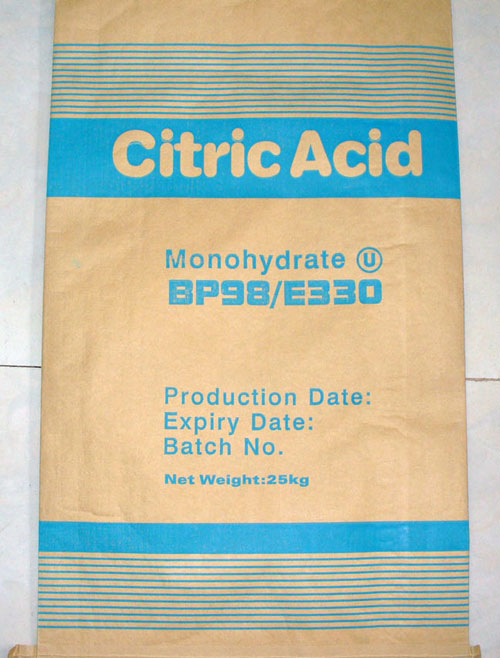 Citric Acid
Monohydrate Ⓤ
BP98/E330
Production Date:
Expiry Date:
Batch No.
Net Weight:25kg